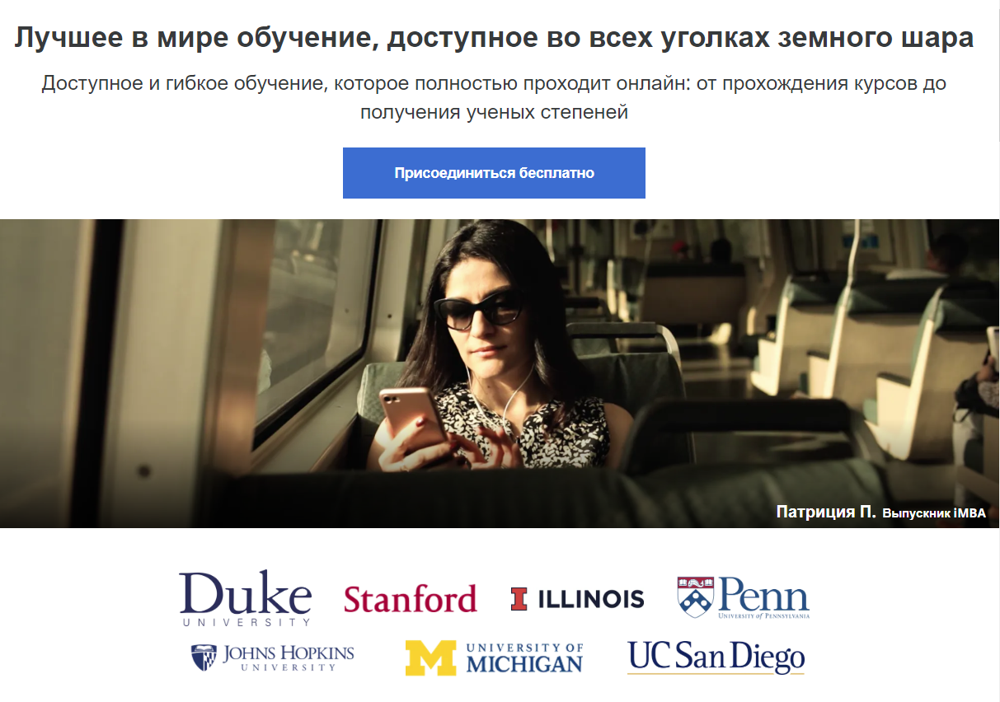 Лучшее в мире обучение, доступное во всех уголках земного шара
Доступное и гибкое обучение, которое полностью проходит онлайн: от прохождения курсов до
получения ученых степеней
Присоединиться бесплатно
Патриция П. Выпускник iMBA
Duke
UNIVERSITY
Stanford
I ILLINOIS
Penn
UNIVERSITY OF PENNSYLVANIA
JOHNS HOPKINS
UNIVERSITY
M
UNIVERSITY OF
MICHIGAN
UC San Diego